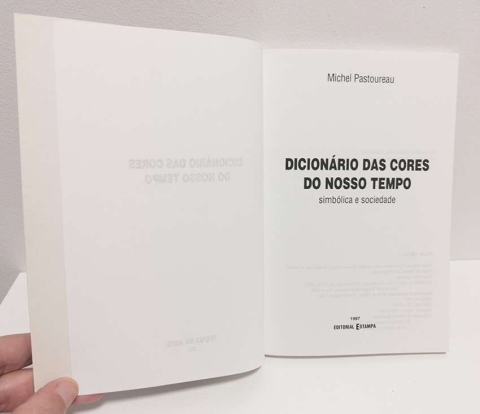 Michel Pastoureau
DICIONÁRIO DAS CORES
DO NOSSO TEMPO
simbólica e sociedade
1997
EDITORIAL ESTAMPA